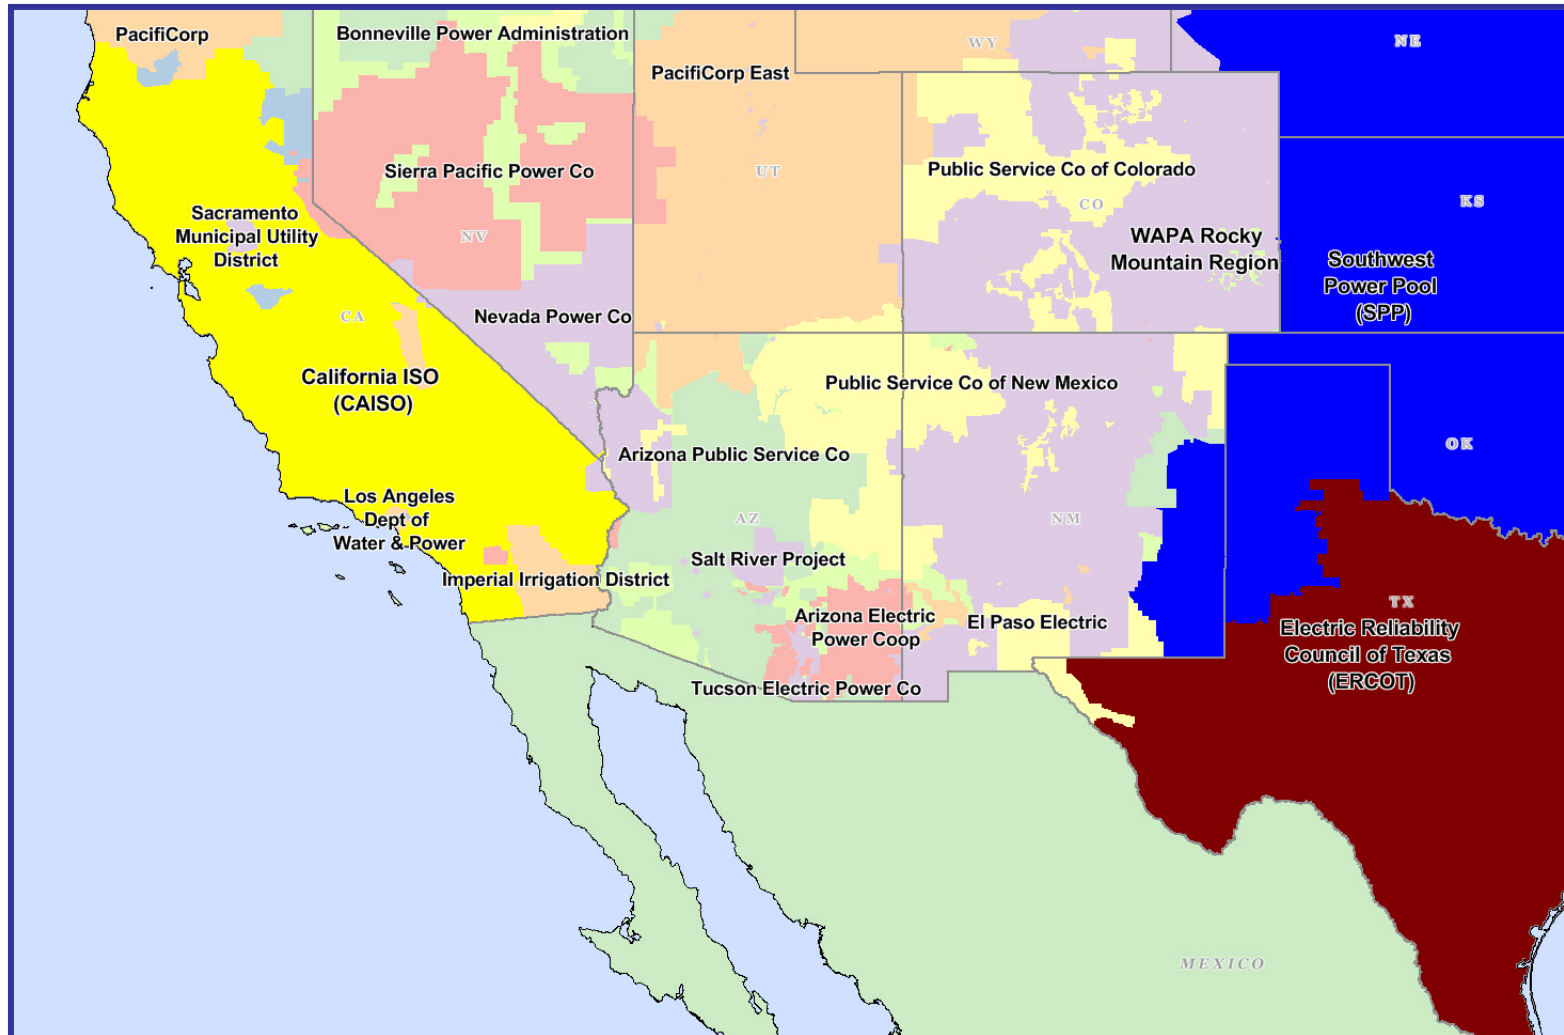 PacifiCorp
Bonneville Power Administration
WY
NE
PacifiCorp East
Sierra Pacific Power Co
UT
Public Service Co of Colorado
CO
KS
Sacramento
Municipal Utility
District
NV
WAPA Rocky
Mountain Region
Southwest
Power Pool
(SPP)
CA
Nevada Power Co
California ISO
(CAISO)
Public Service Co of New Mexico
Arizona Public Service Co
OK
Los Angeles
Dept of
Water & Power
AZ
NM
Salt River Project
Imperial Irrigation District
TX
Arizona Electric
Power Coop
El Paso Electric
Electric Reliability
Council of Texas
(ERCOT)
Tucson Electric Power Co
MEXICO